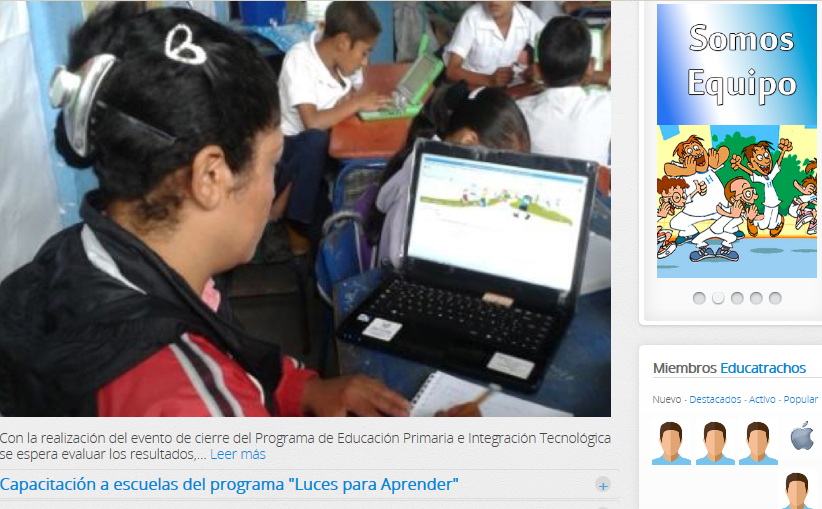 Somos
Equipo
Con la realización del evento de cierre del Programa de Educación Primaria e Integración Tecnológica
se espera evaluar los resultados,... Leer más
Capacitación a escuelas del programa "Luces para Aprender"
+
Miembros Educatrachos
Nuevo - Destacados - Activo - Popular